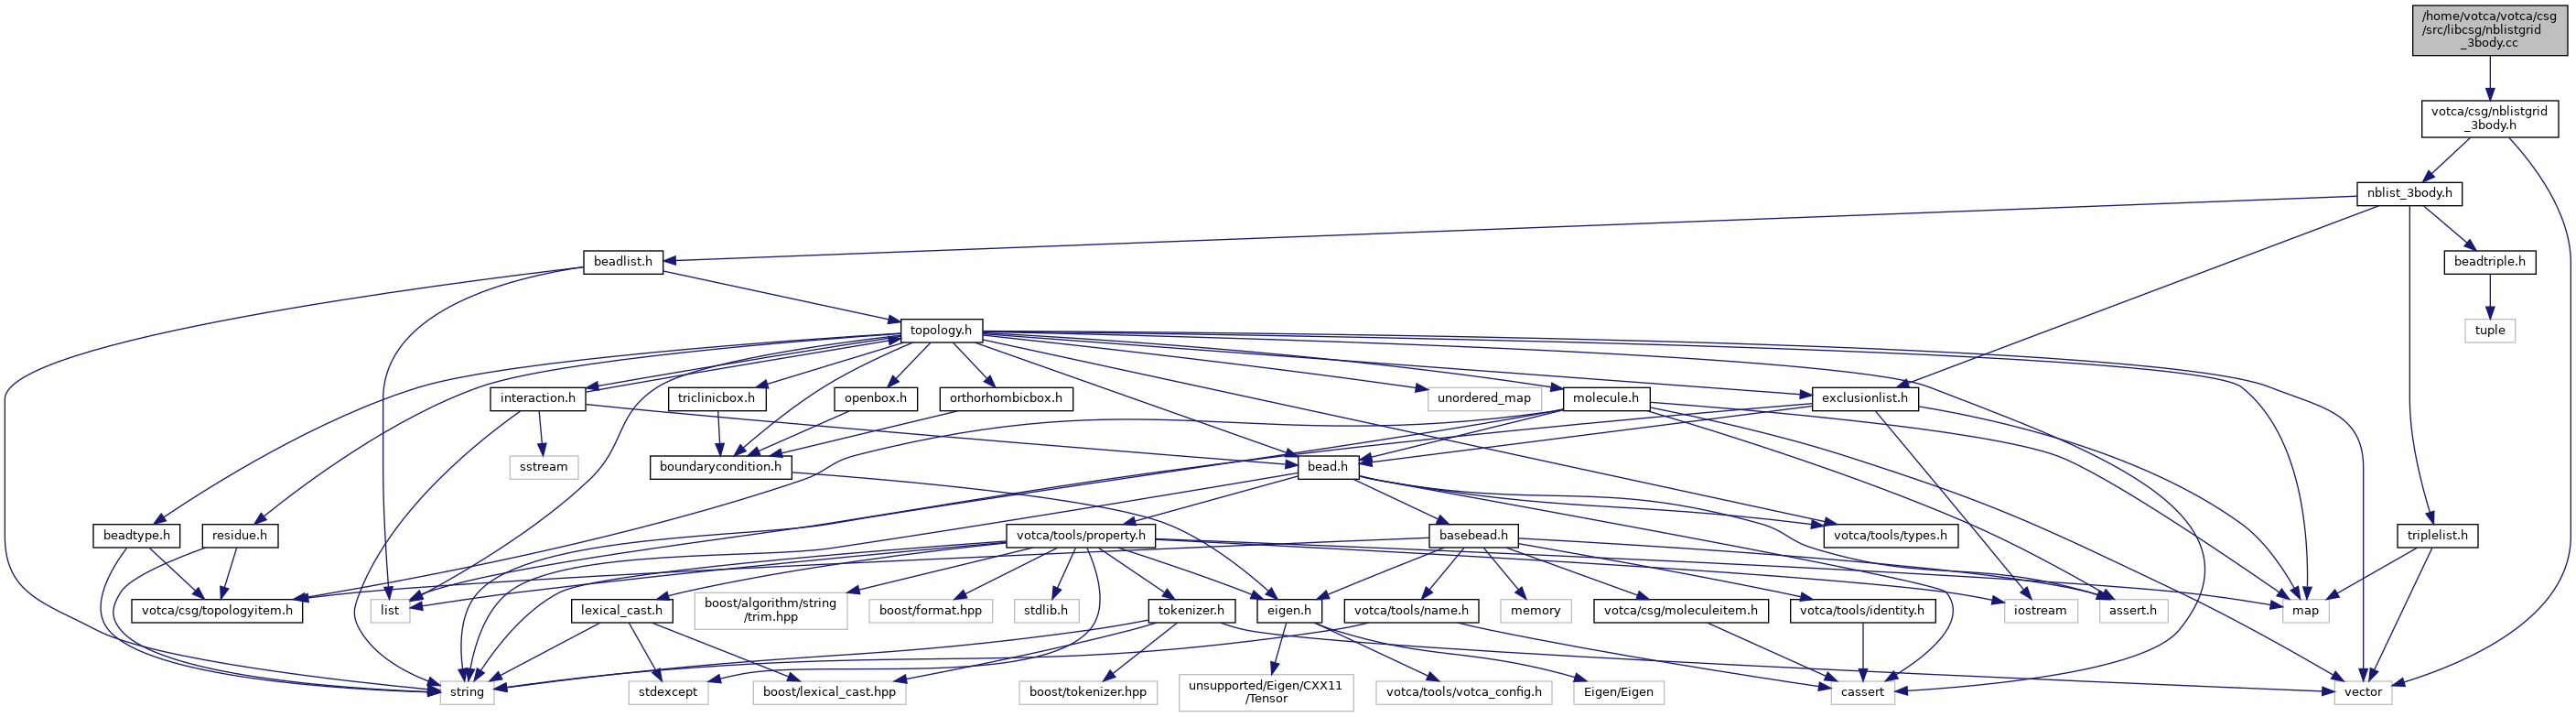 /home/votca/votca/csg
/src/libcsg/nblistgrid
_3body.cc
votca/csg/nblistgrid
_3body.h
nblist_3body.h
beadlist.h
beadtriple.h
topology.h
tuple
interaction.h
triclinicbox.h
openbox.h
orthorhombicbox.h
unordered_map
molecule.h
exclusionlist.h
sstream
boundarycondition.h
bead.h
beadtype.h
residue.h
votca/tools/property.h
basebead.h
votca/tools/types.h
triplelist.h
votca/csg/topologyitem.h
list
lexical_cast.h
boost/algorithm/string
/trim.hpp
boost/format.hpp
stdlib.h
tokenizer.h
eigen.h
votca/tools/name.h
memory
votca/csg/moleculeitem.h
votca/tools/identity.h
iostream
assert.h
map
string
stdexcept
boost/lexical_cast.hpp
boost/tokenizer.hpp
unsupported/Eigen/CXX11
/Tensor
votca/tools/votca_config.h
Eigen/Eigen
cassert
vector